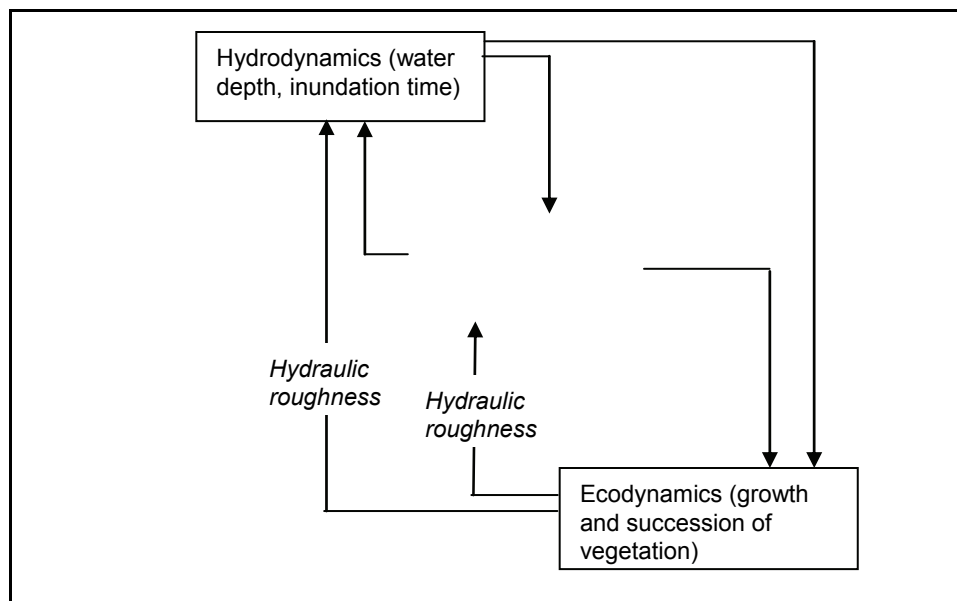 Hydrodynamics (water
depth, inundation time)
Hydraulic
roughness
Hydraulic
roughness
Ecodynamics (growth
and succession of
vegetation)